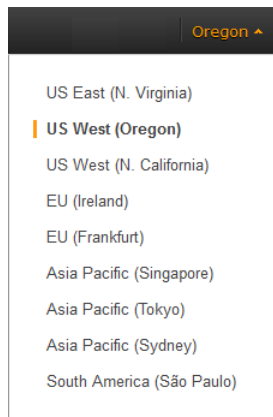 Oregon
US East (N. Virginia)
US West (Oregon)
US West (N. California)
EU (Ireland)
EU (Frankfurt)
Asia Pacific (Singapore)
Asia Pacific (Tokyo)
Asia Pacific (Sydney)
South America (São Paulo)